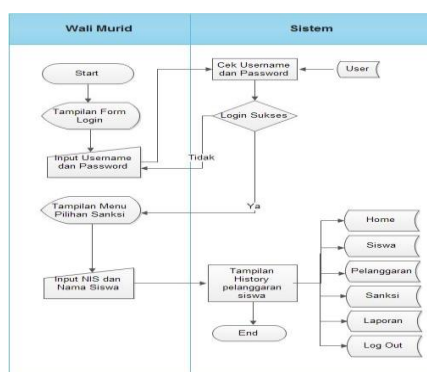 Wali Murid
Sistem
Start
Cek Username
dan Password
User
Tampilan Form
Login
Login Sukses
Input Username
dan Password
Tidak
Ya
Tampilan Menu
Pilihan Sanksi
Input NIS dan
Nama Siswa
Tampilan
History
pelanggaran
siswa
End
Home
Siswa
Pelanggaran
Sanksi
Laporan
Log Out